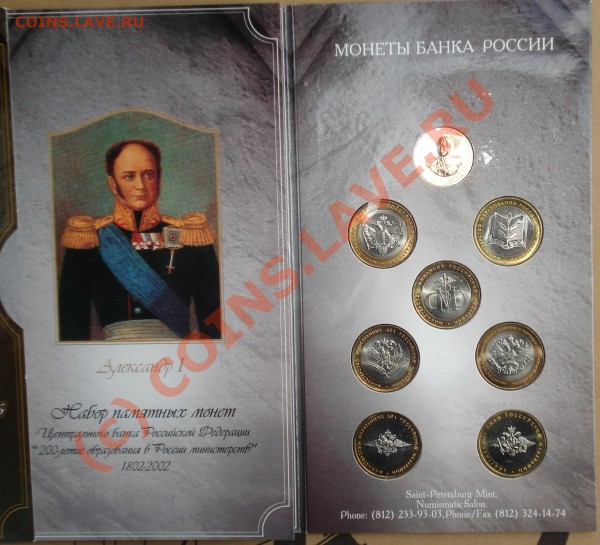 COINS.LAVE.RU
МОНЕТЫ БАНКА РОССИИ
Александр I
Набор памятных монет
Центрального банка Российской Федерации
"200-летие образования в России министерств"
1802-2002
(c) COINS.LAVE.RU
Saint-Petersburg Mint.
Numismatic Salon.
Phone: (812) 233-93-03, Phone/Fax (812) 324-14-74